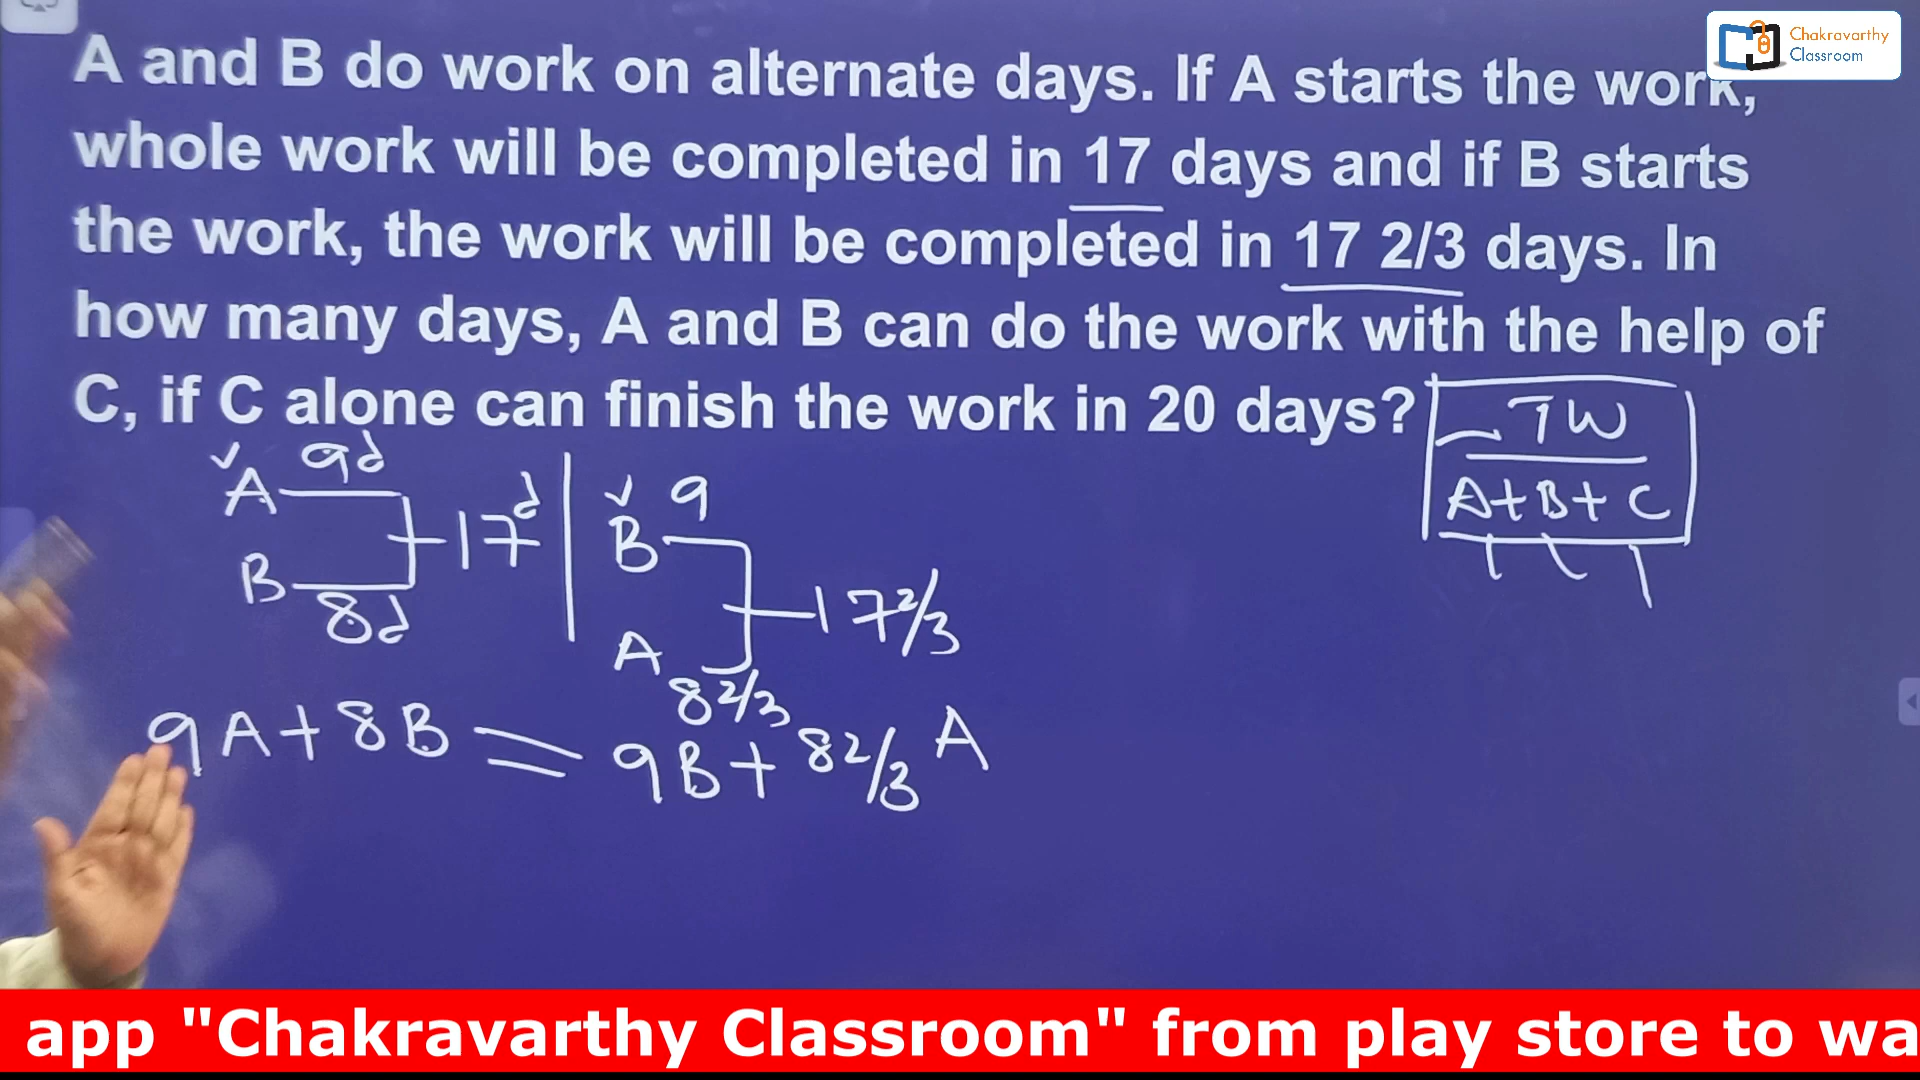 A and B do work on alternate days. If A starts the work,
Chakravarthy
Classroom
whole work will be completed in 17 days and if B starts
the work, the work will be completed in 17 2/3 days. In
how many days, A and B can do the work with the help of
C, if C alone can finish the work in 20 days?
TW
A+B+C
9d
A
17d
B
8d
9
B
17 2/3
A
8 2/3
9A+8B = 9B+8 2/3 A
app "Chakravarthy Classroom" from play store to wa